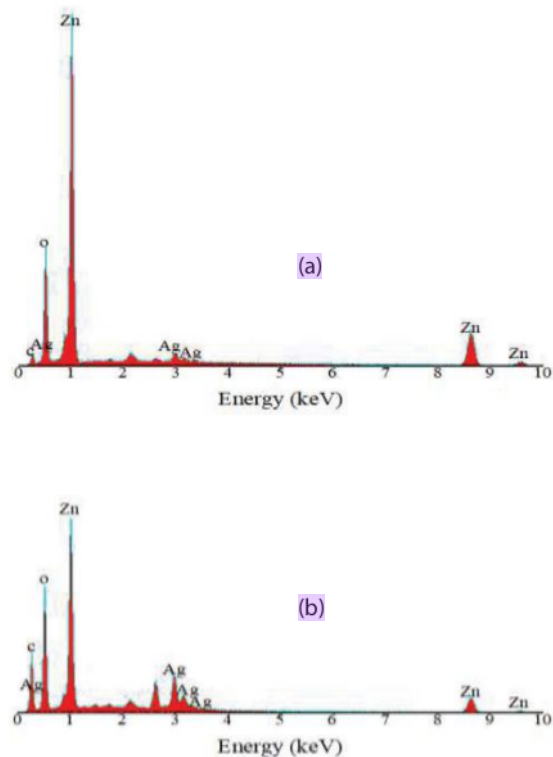 Zn
o
(a)
Ag Ag Zn
c Ag Zn
0 1 2 3 4 5 6 7 8 9 10
Energy (keV)
Zn
o
(b)
c
Ag
Ag Ag Zn
Ag Zn
0 1 2 3 4 5 6 7 8 9 10
Energy (keV)